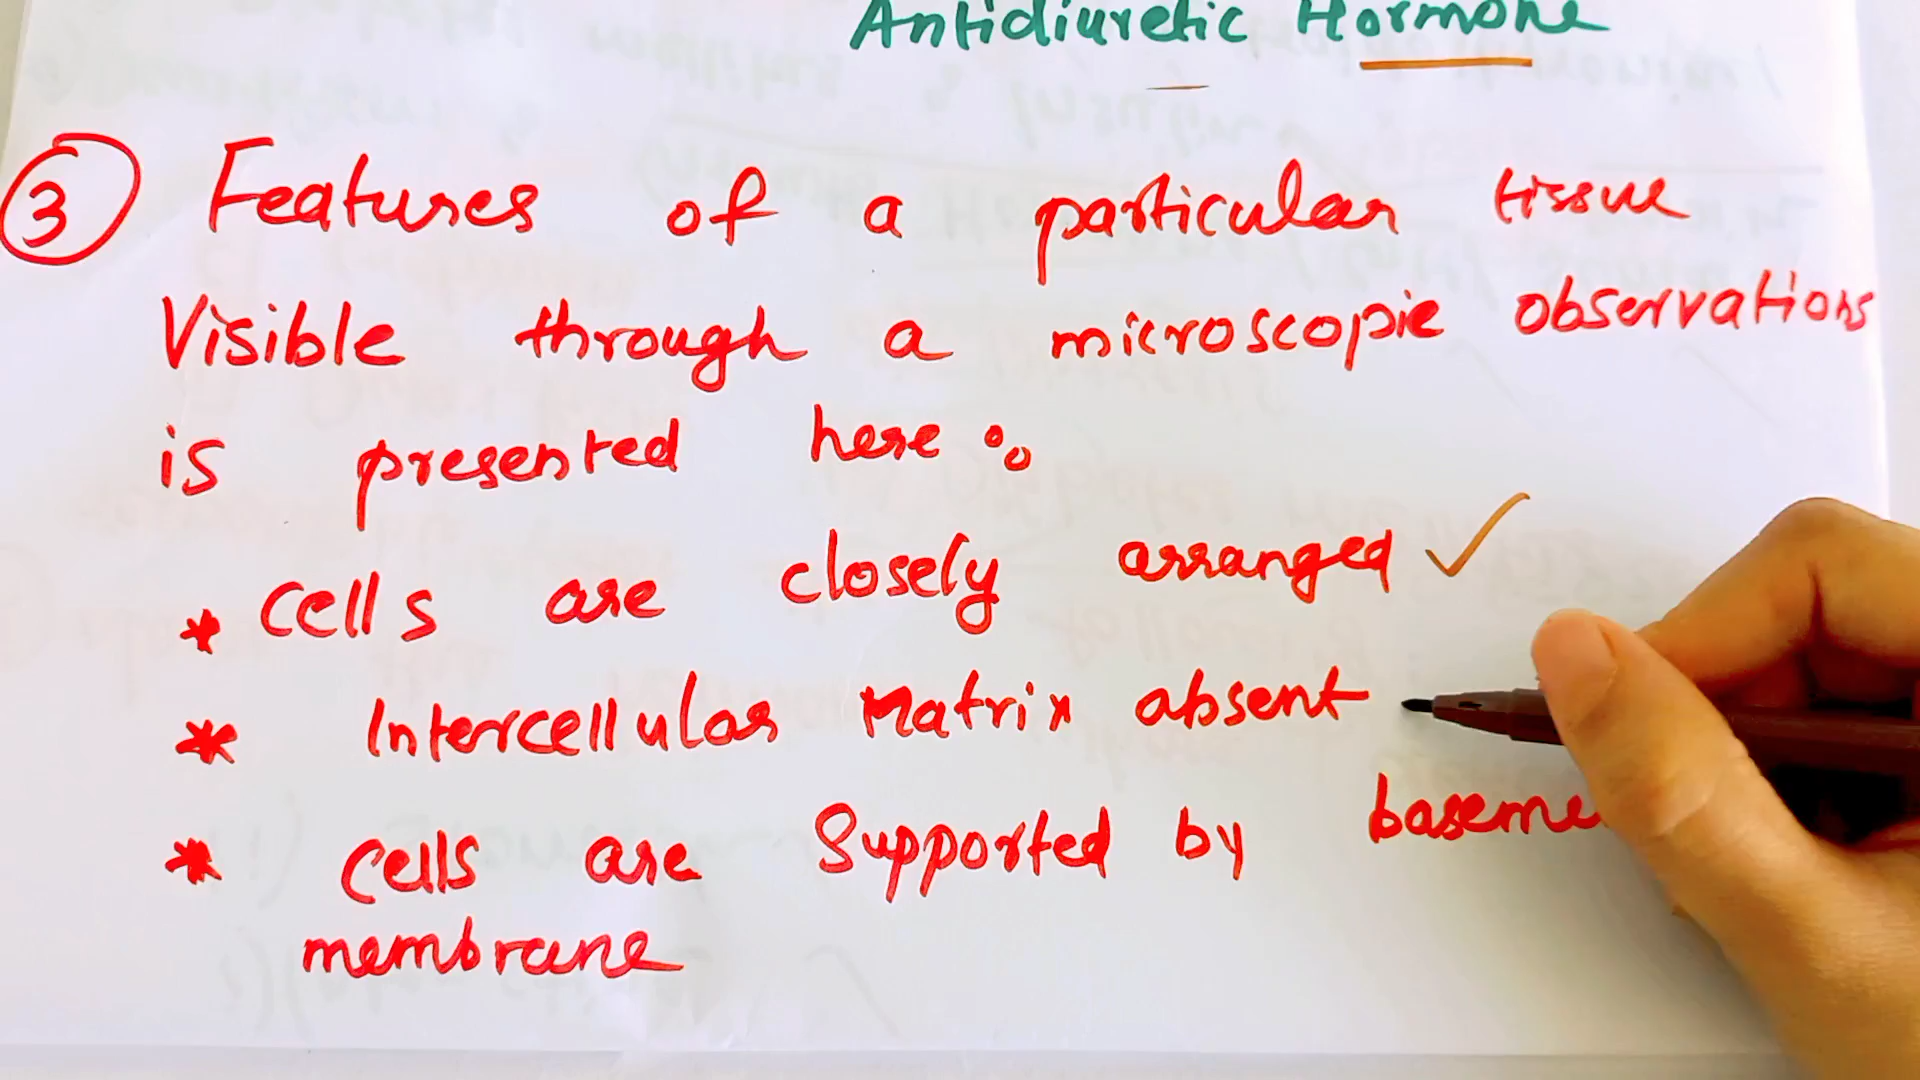 Antidiuretic Hormone
3 Features of a particular tissue
Visible through a microscopic observations
is presented here :
* Cells are closely arranged ✓
* Intercellular Matrix absent
* Cells are Supported by baseme
membrane